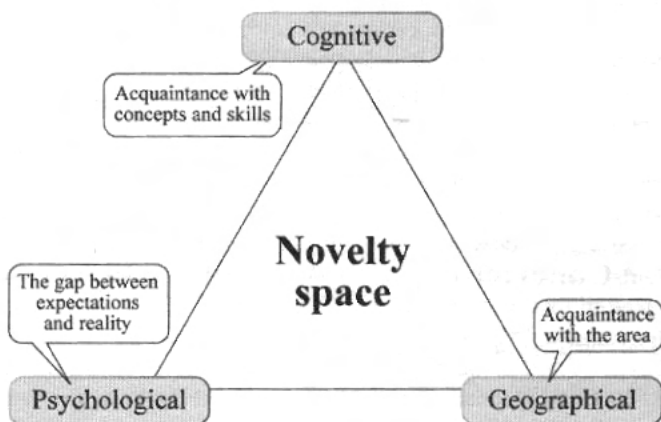 Cognitive
Acquaintance with
concepts and skills
Novelty
space
The gap between
expectations
and reality
Acquaintance
with the area
Psychological
Geographical